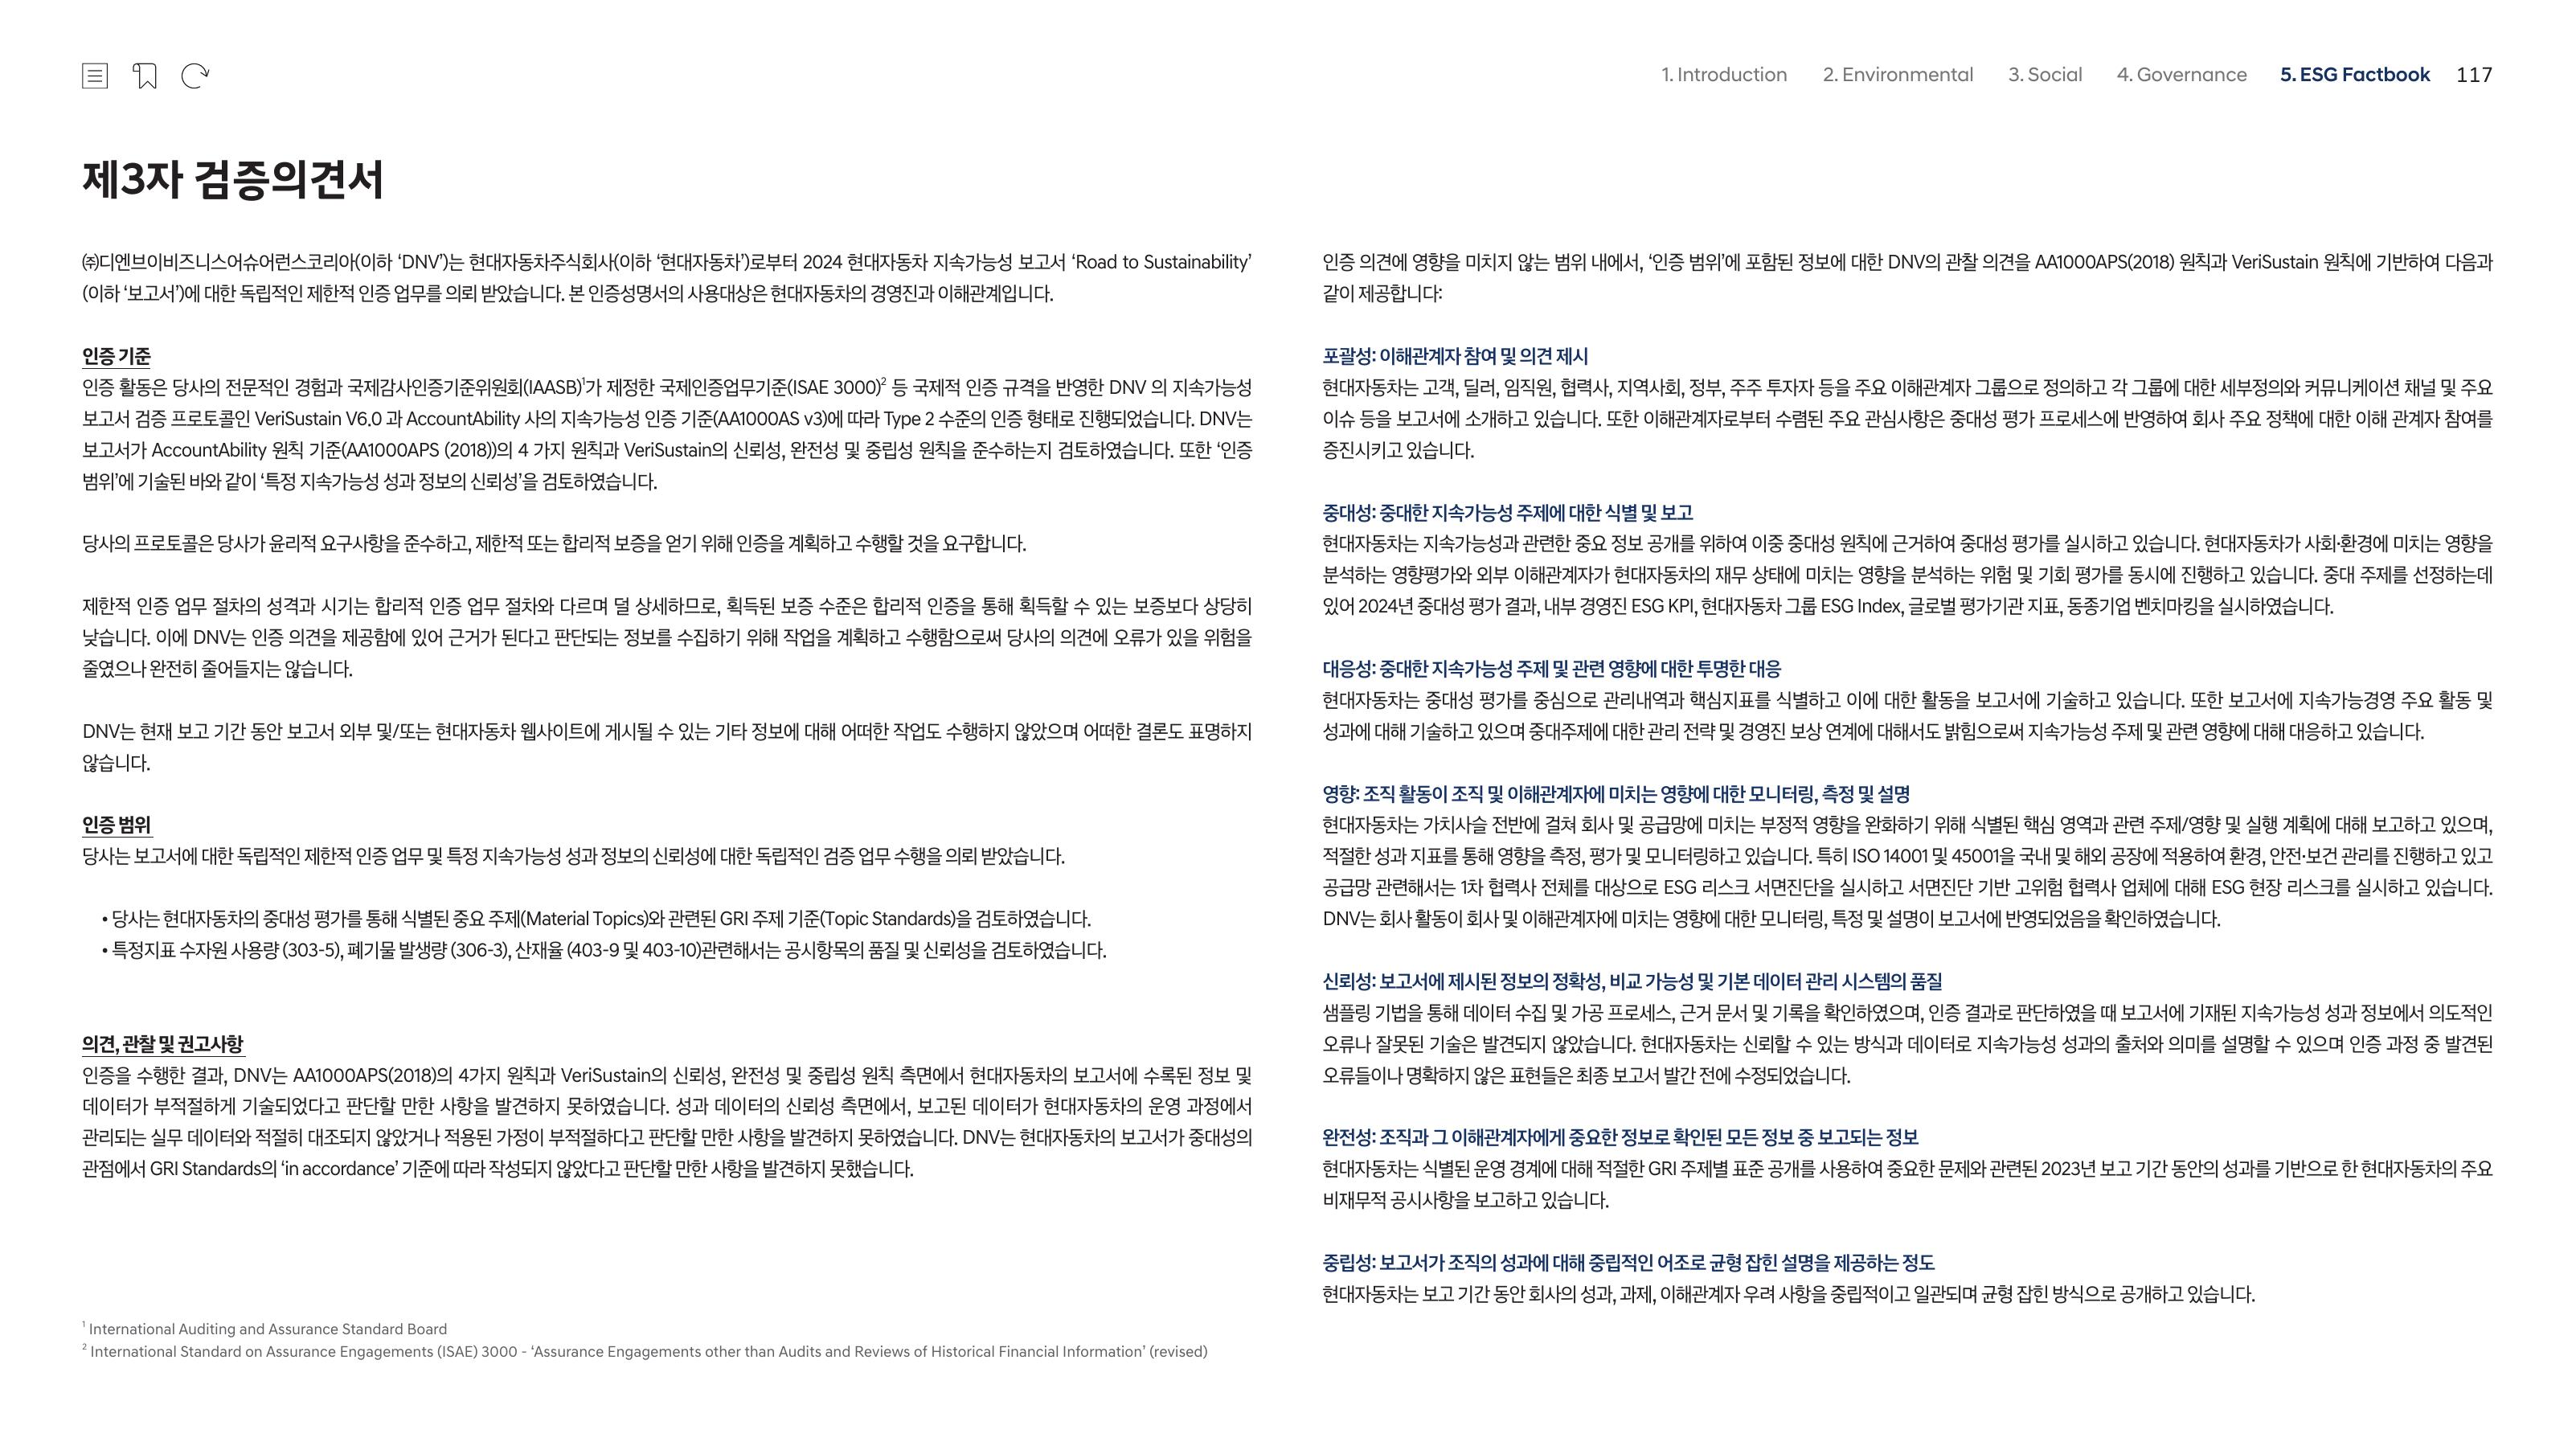 1. Introduction 2. Environmental 3. Social 4. Governance 5. ESG Factbook 117
제3자 검증의견서
㈜디엔브이비즈니스어슈어런스코리아(이하 ‘DNV’)는 현대자동차주식회사(이하 ‘현대자동차’)로부터 2024 현대자동차 지속가능성 보고서 ‘Road to Sustainability’
(이하 ‘보고서’)에 대한 독립적인 제한적 인증 업무를 의뢰 받았습니다. 본 인증성명서의 사용대상은 현대자동차의 경영진과 이해관계입니다.
인증 기준
인증 활동은 당사의 전문적인 경험과 국제감사인증기준위원회(IAASB)¹가 제정한 국제인증업무기준(ISAE 3000)² 등 국제적 인증 규격을 반영한 DNV 의 지속가능성
보고서 검증 프로토콜인 VeriSustain V6.0 과 AccountAbility 사의 지속가능성 인증 기준(AA1000AS v3)에 따라 Type 2 수준의 인증 형태로 진행되었습니다. DNV는
보고서가 AccountAbility 원칙 기준(AA1000APS (2018))의 4 가지 원칙과 VeriSustain의 신뢰성, 완전성 및 중립성 원칙을 준수하는지 검토하였습니다. 또한 ‘인증
범위’에 기술된 바와 같이 ‘특정 지속가능성 성과 정보의 신뢰성’을 검토하였습니다.
당사의 프로토콜은 당사가 윤리적 요구사항을 준수하고, 제한적 또는 합리적 보증을 얻기 위해 인증을 계획하고 수행할 것을 요구합니다.
제한적 인증 업무 절차의 성격과 시기는 합리적 인증 업무 절차와 다르며 덜 상세하므로, 획득된 보증 수준은 합리적 인증을 통해 획득할 수 있는 보증보다 상당히
낮습니다. 이에 DNV는 인증 의견을 제공함에 있어 근거가 된다고 판단되는 정보를 수집하기 위해 작업을 계획하고 수행함으로써 당사의 의견에 오류가 있을 위험을
줄였으나 완전히 줄어들지는 않습니다.
DNV는 현재 보고 기간 동안 보고서 외부 및/또는 현대자동차 웹사이트에 게시될 수 있는 기타 정보에 대해 어떠한 작업도 수행하지 않았으며 어떠한 결론도 표명하지
않습니다.
인증 범위
당사는 보고서에 대한 독립적인 제한적 인증 업무 및 특정 지속가능성 성과 정보의 신뢰성에 대한 독립적인 검증 업무 수행을 의뢰 받았습니다.
• 당사는 현대자동차의 중대성 평가를 통해 식별된 중요 주제(Material Topics)와 관련된 GRI 주제 기준(Topic Standards)을 검토하였습니다.
• 특정지표 수자원 사용량 (303-5), 폐기물 발생량 (306-3), 산재율 (403-9 및 403-10)관련해서는 공시항목의 품질 및 신뢰성을 검토하였습니다.
의견, 관찰 및 권고사항
인증을 수행한 결과, DNV는 AA1000APS(2018)의 4가지 원칙과 VeriSustain의 신뢰성, 완전성 및 중립성 원칙 측면에서 현대자동차의 보고서에 수록된 정보 및
데이터가 부적절하게 기술되었다고 판단할 만한 사항을 발견하지 못하였습니다. 성과 데이터의 신뢰성 측면에서, 보고된 데이터가 현대자동차의 운영 과정에서
관리되는 실무 데이터와 적절히 대조되지 않았거나 적용된 가정이 부적절하다고 판단할 만한 사항을 발견하지 못하였습니다. DNV는 현대자동차의 보고서가 중대성의
관점에서 GRI Standards의 ‘in accordance’ 기준에 따라 작성되지 않았다고 판단할 만한 사항을 발견하지 못했습니다.
¹ International Auditing and Assurance Standard Board
² International Standard on Assurance Engagements (ISAE) 3000 - ‘Assurance Engagements other than Audits and Reviews of Historical Financial Information’ (revised)
인증 의견에 영향을 미치지 않는 범위 내에서, ‘인증 범위’에 포함된 정보에 대한 DNV의 관찰 의견을 AA1000APS(2018) 원칙과 VeriSustain 원칙에 기반하여 다음과
같이 제공합니다:
포괄성: 이해관계자 참여 및 의견 제시
현대자동차는 고객, 딜러, 임직원, 협력사, 지역사회, 정부, 주주 투자자 등을 주요 이해관계자 그룹으로 정의하고 각 그룹에 대한 세부정의와 커뮤니케이션 채널 및 주요
이슈 등을 보고서에 소개하고 있습니다. 또한 이해관계자로부터 수렴된 주요 관심사항은 중대성 평가 프로세스에 반영하여 회사 주요 정책에 대한 이해 관계자 참여를
증진시키고 있습니다.
중대성: 중대한 지속가능성 주제에 대한 식별 및 보고
현대자동차는 지속가능성과 관련한 중요 정보 공개를 위하여 이중 중대성 원칙에 근거하여 중대성 평가를 실시하고 있습니다. 현대자동차가 사회·환경에 미치는 영향을
분석하는 영향평가와 외부 이해관계자가 현대자동차의 재무 상태에 미치는 영향을 분석하는 위험 및 기회 평가를 동시에 진행하고 있습니다. 중대 주제를 선정하는데
있어 2024년 중대성 평가 결과, 내부 경영진 ESG KPI, 현대자동차 그룹 ESG Index, 글로벌 평가기관 지표, 동종기업 벤치마킹을 실시하였습니다.
대응성: 중대한 지속가능성 주제 및 관련 영향에 대한 투명한 대응
현대자동차는 중대성 평가를 중심으로 관리내역과 핵심지표를 식별하고 이에 대한 활동을 보고서에 기술하고 있습니다. 또한 보고서에 지속가능경영 주요 활동 및
성과에 대해 기술하고 있으며 중대주제에 대한 관리 전략 및 경영진 보상 연계에 대해서도 밝힘으로써 지속가능성 주제 및 관련 영향에 대해 대응하고 있습니다.
영향: 조직 활동이 조직 및 이해관계자에 미치는 영향에 대한 모니터링, 측정 및 설명
현대자동차는 가치사슬 전반에 걸쳐 회사 및 공급망에 미치는 부정적 영향을 완화하기 위해 식별된 핵심 영역과 관련 주제/영향 및 실행 계획에 대해 보고하고 있으며,
적절한 성과 지표를 통해 영향을 측정, 평가 및 모니터링하고 있습니다. 특히 ISO 14001 및 45001을 국내 및 해외 공장에 적용하여 환경, 안전·보건 관리를 진행하고 있고
공급망 관련해서는 1차 협력사 전체를 대상으로 ESG 리스크 서면진단을 실시하고 서면진단 기반 고위험 협력사 업체에 대해 ESG 현장 리스크를 실시하고 있습니다.
DNV는 회사 활동이 회사 및 이해관계자에 미치는 영향에 대한 모니터링, 특정 및 설명이 보고서에 반영되었음을 확인하였습니다.
신뢰성: 보고서에 제시된 정보의 정확성, 비교 가능성 및 기본 데이터 관리 시스템의 품질
샘플링 기법을 통해 데이터 수집 및 가공 프로세스, 근거 문서 및 기록을 확인하였으며, 인증 결과로 판단하였을 때 보고서에 기재된 지속가능성 성과 정보에서 의도적인
오류나 잘못된 기술은 발견되지 않았습니다. 현대자동차는 신뢰할 수 있는 방식과 데이터로 지속가능성 성과의 출처와 의미를 설명할 수 있으며 인증 과정 중 발견된
오류들이나 명확하지 않은 표현들은 최종 보고서 발간 전에 수정되었습니다.
완전성: 조직과 그 이해관계자에게 중요한 정보로 확인된 모든 정보 중 보고되는 정보
현대자동차는 식별된 운영 경계에 대해 적절한 GRI 주제별 표준 공개를 사용하여 중요한 문제와 관련된 2023년 보고 기간 동안의 성과를 기반으로 한 현대자동차의 주요
비재무적 공시사항을 보고하고 있습니다.
중립성: 보고서가 조직의 성과에 대해 중립적인 어조로 균형 잡힌 설명을 제공하는 정도
현대자동차는 보고 기간 동안 회사의 성과, 과제, 이해관계자 우려 사항을 중립적이고 일관되며 균형 잡힌 방식으로 공개하고 있습니다.